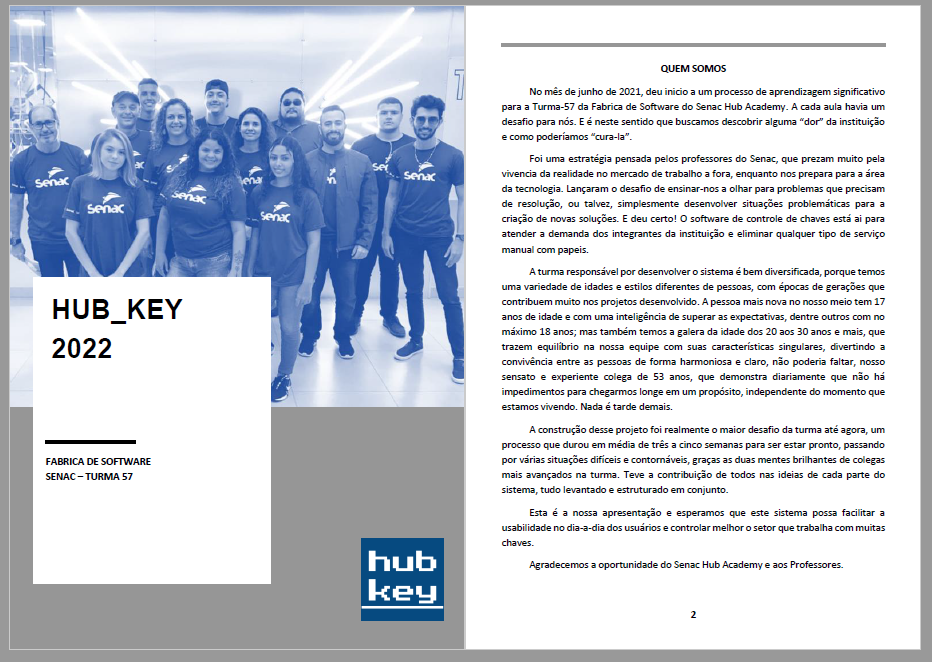 Senac
Senac
Senac
Senac
Senac
HUB_KEY
2022
FABRICA DE SOFTWARE
SENAC – TURMA 57
hub
key
QUEM SOMOS
No mês de junho de 2021, deu inicio a um processo de aprendizagem significativo
para a Turma-57 da Fabrica de Software do Senac Hub Academy. A cada aula havia um
desafio para nós. E é neste sentido que buscamos descobrir alguma “dor” da instituição
e como poderíamos “cura-la”.
Foi uma estratégia pensada pelos professores do Senac, que prezam muito pela
vivencia da realidade no mercado de trabalho a fora, enquanto nos prepara para a área
da tecnologia. Lançaram o desafio de ensinar-nos a olhar para problemas que precisam
de resolução, ou talvez, simplesmente desenvolver situações problemáticas para a
criação de novas soluções. E deu certo! O software de controle de chaves está ai para
atender a demanda dos integrantes da instituição e eliminar qualquer tipo de serviço
manual com papeis.
A turma responsável por desenvolver o sistema é bem diversificada, porque temos
uma variedade de idades e estilos diferentes de pessoas, com épocas de gerações que
contribuem muito nos projetos desenvolvido. A pessoa mais nova no nosso meio tem 17
anos de idade e com uma inteligência de superar as expectativas, dentre outros com no
máximo 18 anos; mas também temos a galera da idade dos 20 aos 30 anos e mais, que
trazem equilíbrio na nossa equipe com suas características singulares, divertindo a
convivência entre as pessoas de forma harmoniosa e claro, não poderia faltar, nosso
sensato e experiente colega de 53 anos, que demonstra diariamente que não há
impedimentos para chegarmos longe em um propósito, independente do momento que
estamos vivendo. Nada é tarde demais.
A construção desse projeto foi realmente o maior desafio da turma até agora, um
processo que durou em média de três a cinco semanas para ser estar pronto, passando
por várias situações difíceis e contornáveis, graças as duas mentes brilhantes de colegas
mais avançados na turma. Teve a contribuição de todos nas ideias de cada parte do
sistema, tudo levantado e estruturado em conjunto.
Esta é a nossa apresentação e esperamos que este sistema possa facilitar a
usabilidade no dia-a-dia dos usuários e controlar melhor o setor que trabalha com muitas
chaves.
Agradecemos a oportunidade do Senac Hub Academy e aos Professores.
2